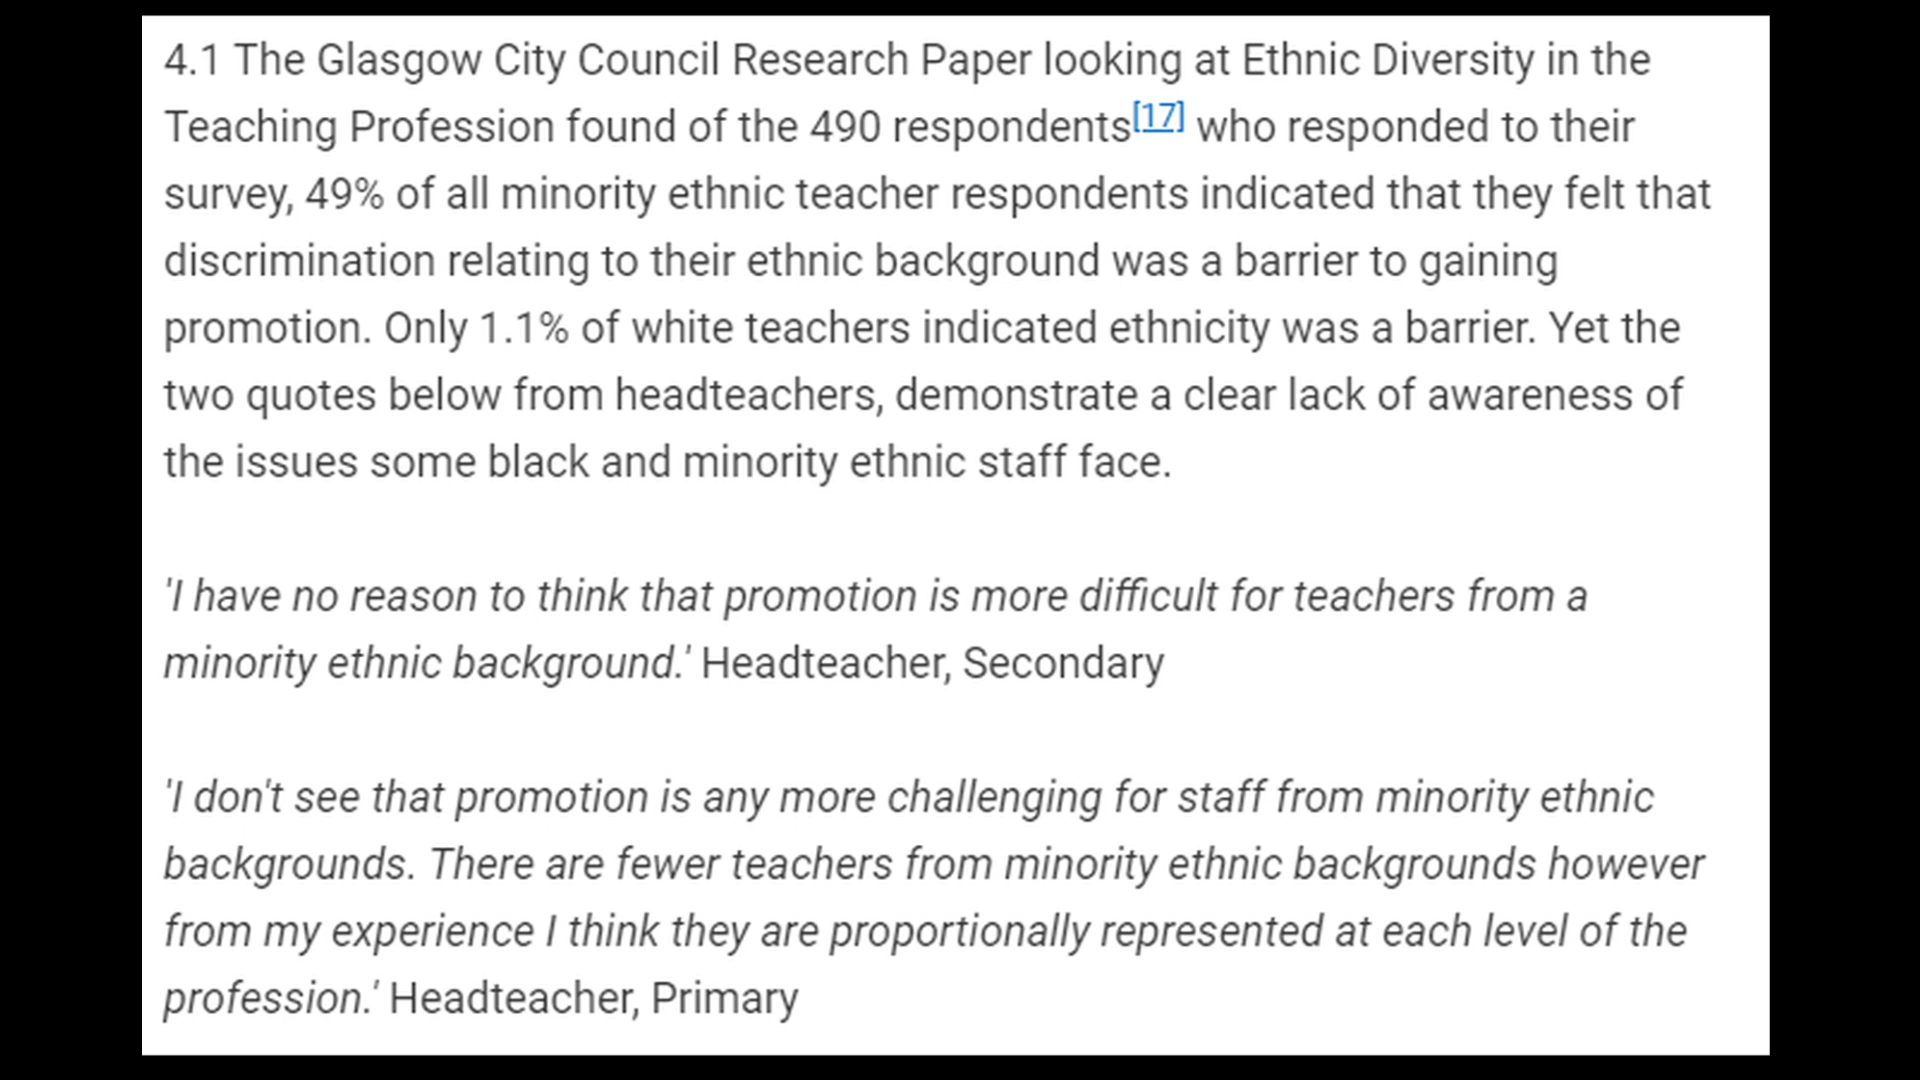 4.1 The Glasgow City Council Research Paper looking at Ethnic Diversity in the
Teaching Profession found of the 490 respondents[17] who responded to their
survey, 49% of all minority ethnic teacher respondents indicated that they felt that
discrimination relating to their ethnic background was a barrier to gaining
promotion. Only 1.1% of white teachers indicated ethnicity was a barrier. Yet the
two quotes below from headteachers, demonstrate a clear lack of awareness of
the issues some black and minority ethnic staff face.
'I have no reason to think that promotion is more difficult for teachers from a
minority ethnic background.' Headteacher, Secondary
'I don't see that promotion is any more challenging for staff from minority ethnic
backgrounds. There are fewer teachers from minority ethnic backgrounds however
from my experience I think they are proportionally represented at each level of the
profession.' Headteacher, Primary